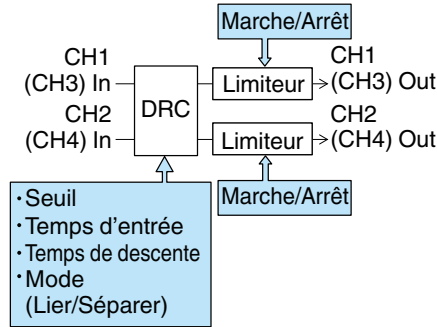 Marche/Arrêt
CH1
(CH3) In
DRC
Limiteur
CH1
(CH3) Out
CH2
(CH4) In
Limiteur
CH2
(CH4) Out
Marche/Arrêt
·Seuil
·Temps d'entrée
·Temps de descente
·Mode
(Lier/Séparer)